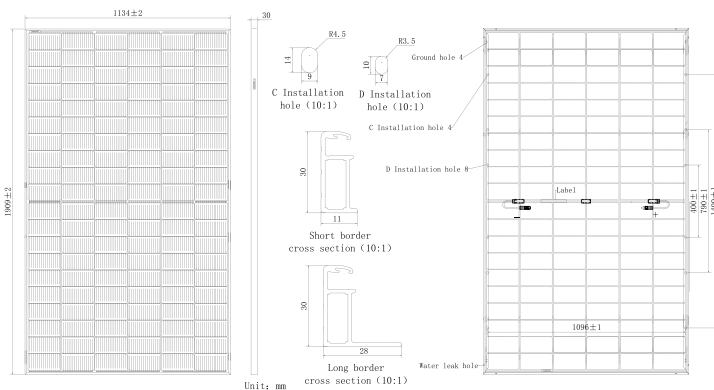 1134±2
30
1909±2
R4.5
14
9
C Installation
hole (10:1)
R3.5
10
7
D Installation
hole (10:1)
30
11
Short border
cross section (10:1)
30
28
Long border
cross section (10:1)
Unit: mm
Ground hole 4
C Installation hole 4
D Installation hole 8
Label
-
+
400±1
790±1
1096±1
Water leak hole